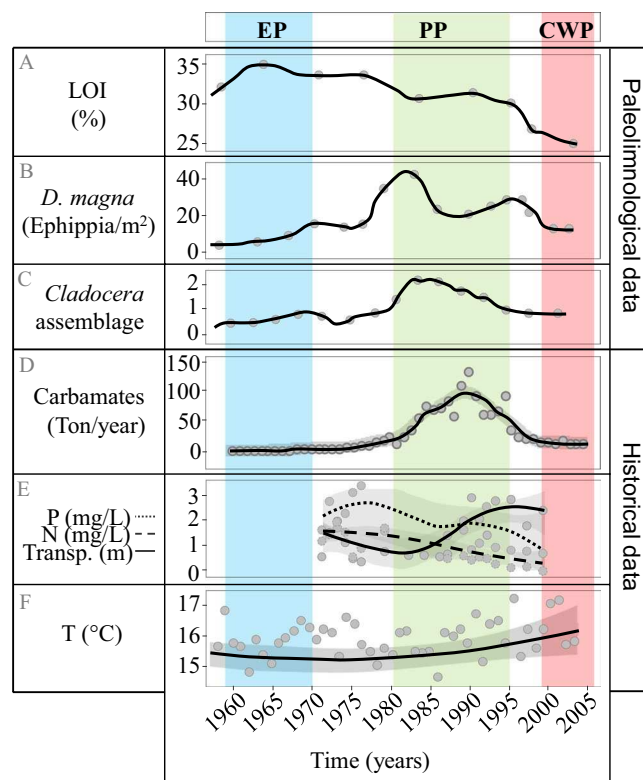 EP PP CWP
A
LOI
(%)
35
30
25
B
D. magna
(Ephippia/m²)
40
20
0
C
Cladocera
assemblage
2
1
0
Paleolimnological data
D
Carbamates
(Ton/year)
150
100
50
0
E
P (mg/L)
N (mg/L)
Transp. (m)
3
2
1
0
F
T (°C)
17
16
15
Historical data
1960 1965 1970 1975 1980 1985 1990 1995 2000 2005
Time (years)